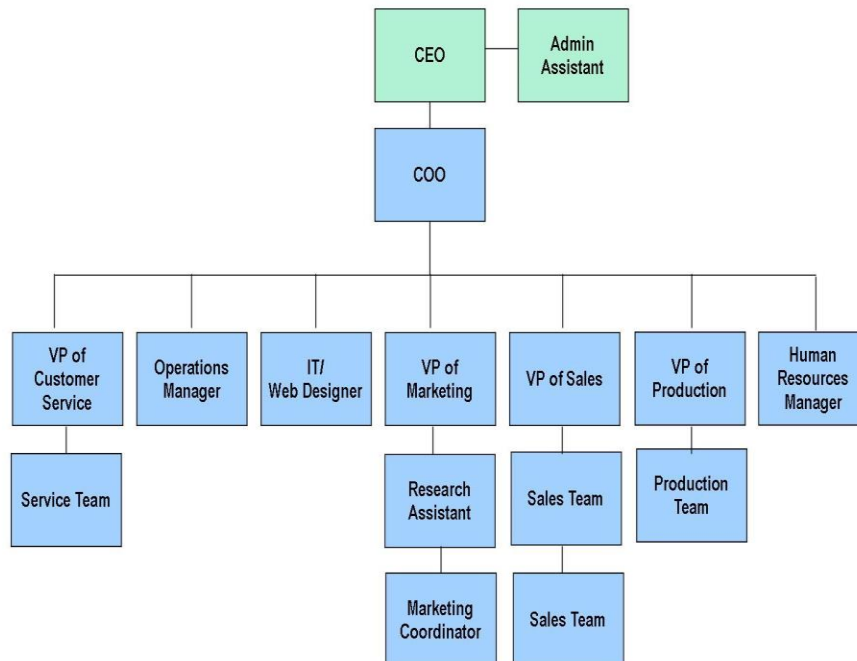 CEO
Admin
Assistant
COO
VP of
Customer
Service
Operations
Manager
IT/
Web Designer
VP of
Marketing
VP of Sales
VP of
Production
Human
Resources
Manager
Service Team
Research
Assistant
Sales Team
Production
Team
Marketing
Coordinator
Sales Team